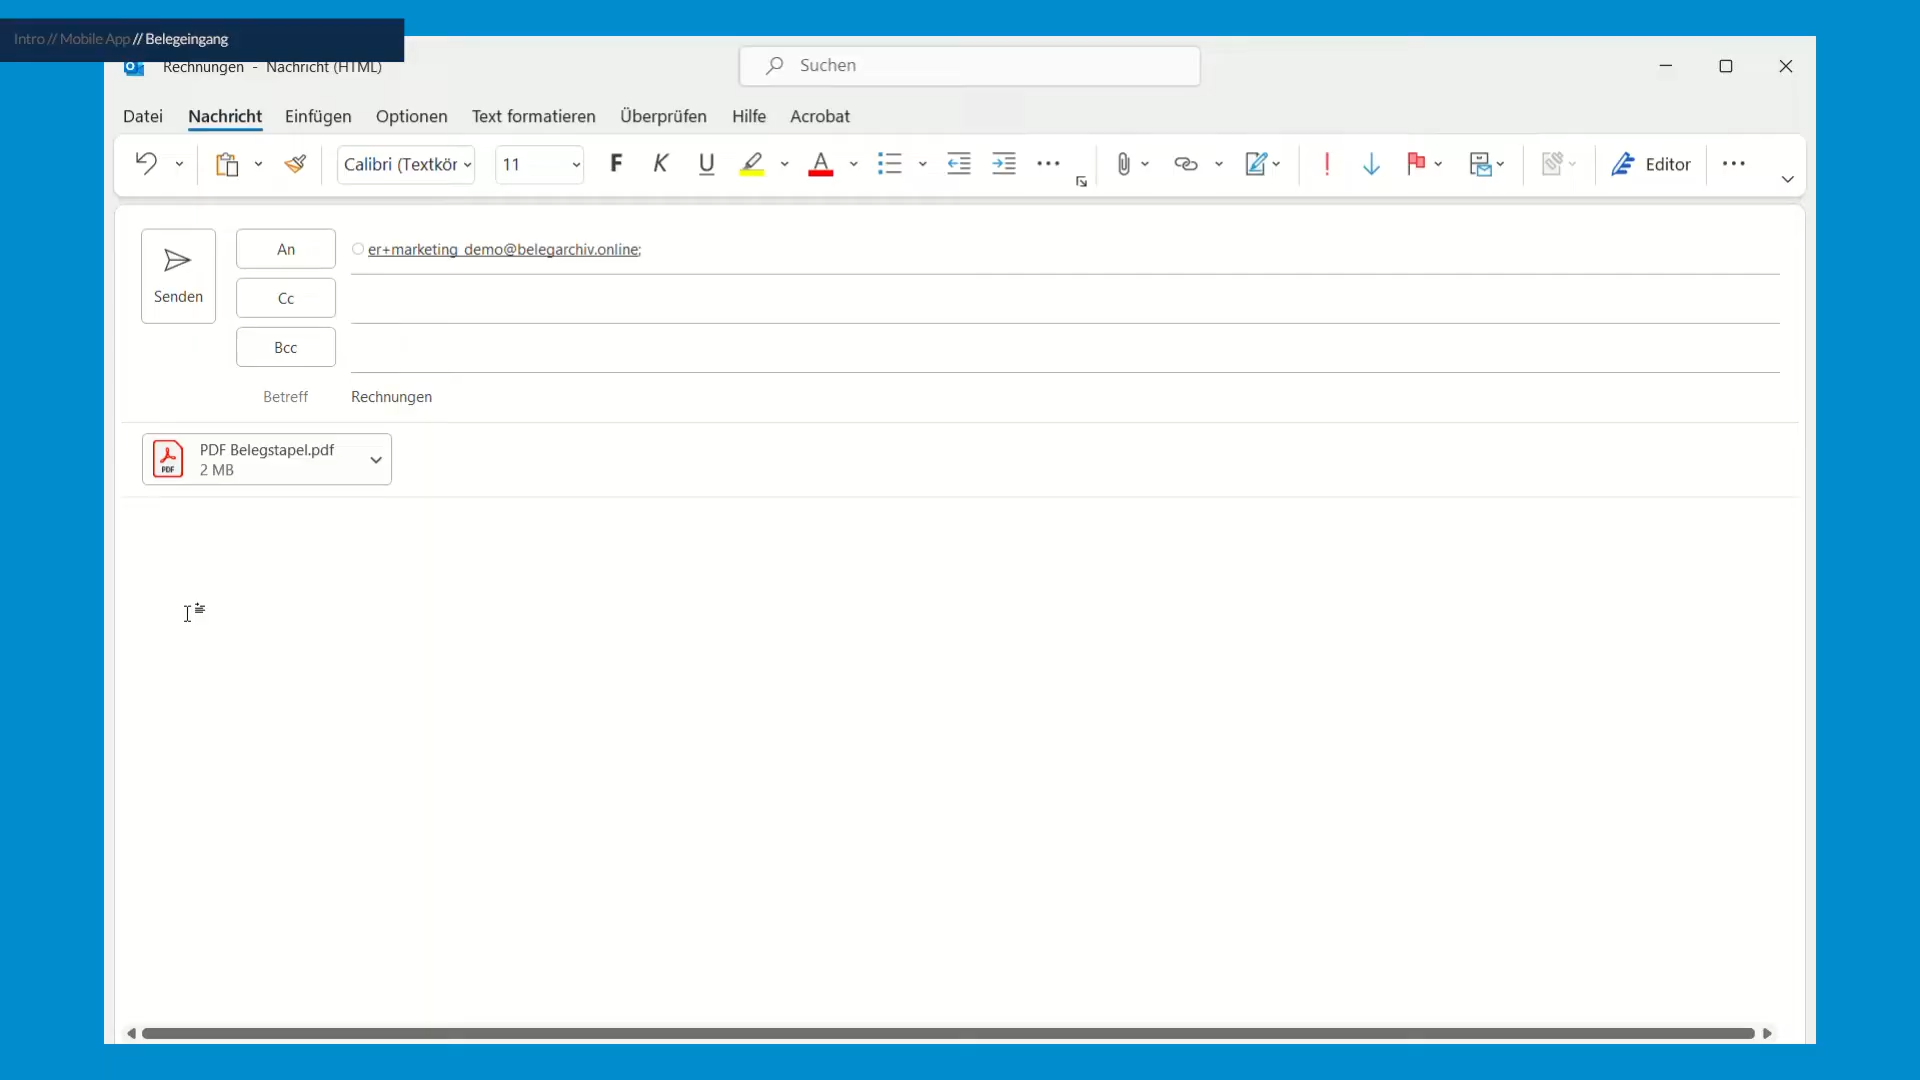 Intro // Mobile App // Belegeingang
Rechnungen - Nachricht (HTML)
Suchen
Datei Nachricht Einfügen Optionen Text formatieren Überprüfen Hilfe Acrobat
Calibri (Textkör 11 F K U A Editor
Senden
An er+marketing_demo@belegarchiv.online;
Cc
Bcc
Betreff Rechnungen
PDF PDF Belegstapel.pdf
2 MB